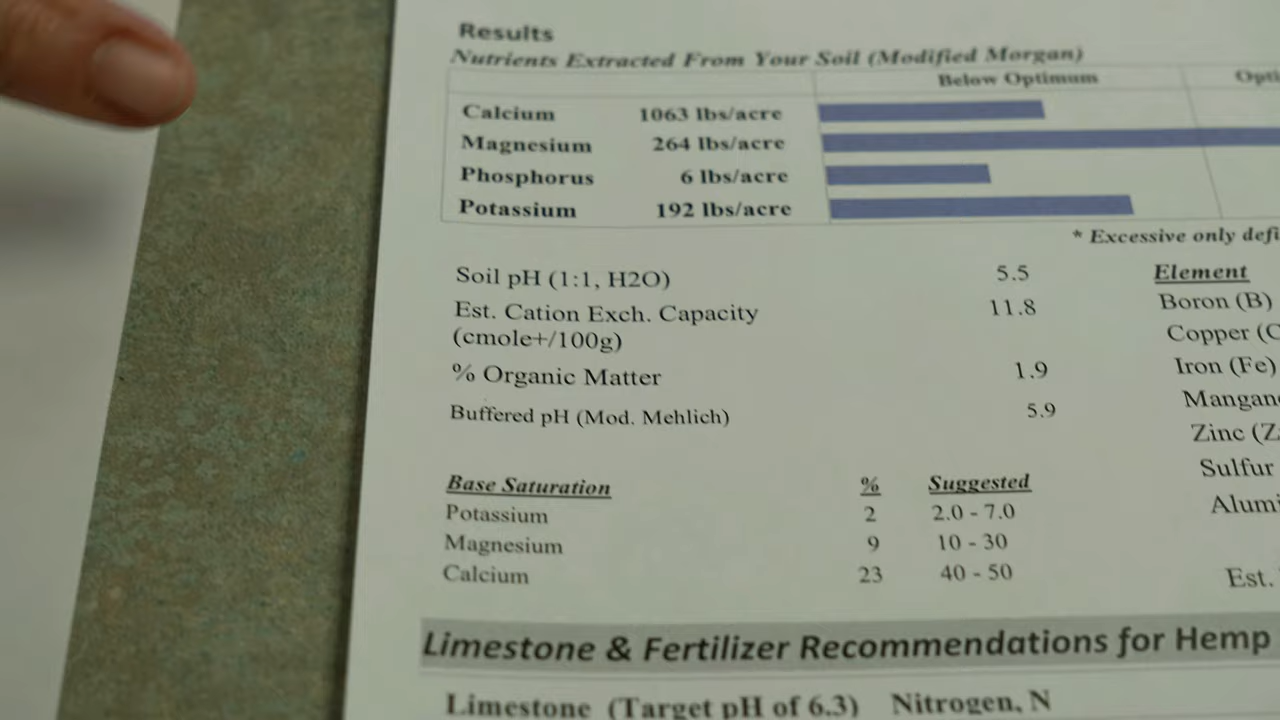 Results
Nutrients Extracted From Your Soil (Modified Morgan)
Below Optimum
Calcium 1063 lbs/acre
Magnesium 264 lbs/acre
Phosphorus 6 lbs/acre
Potassium 192 lbs/acre
* Excessive only
Soil pH (1:1, H2O) 5.5 Element
Est. Cation Exch. Capacity 11.8 Boron (B)
(cmole+/100g) Copper
% Organic Matter 1.9 Iron (Fe)
Buffered pH (Mod. Mehlich) 5.9
Zinc
Sulfur
Base Saturation % Suggested
Potassium 2 2.0 - 7.0
Magnesium 9 10 - 30
Calcium 23 40 - 50 Est.
Limestone & Fertilizer Recommendations for Hemp
Limestone (Target pH of 6.3) Nitrogen, N